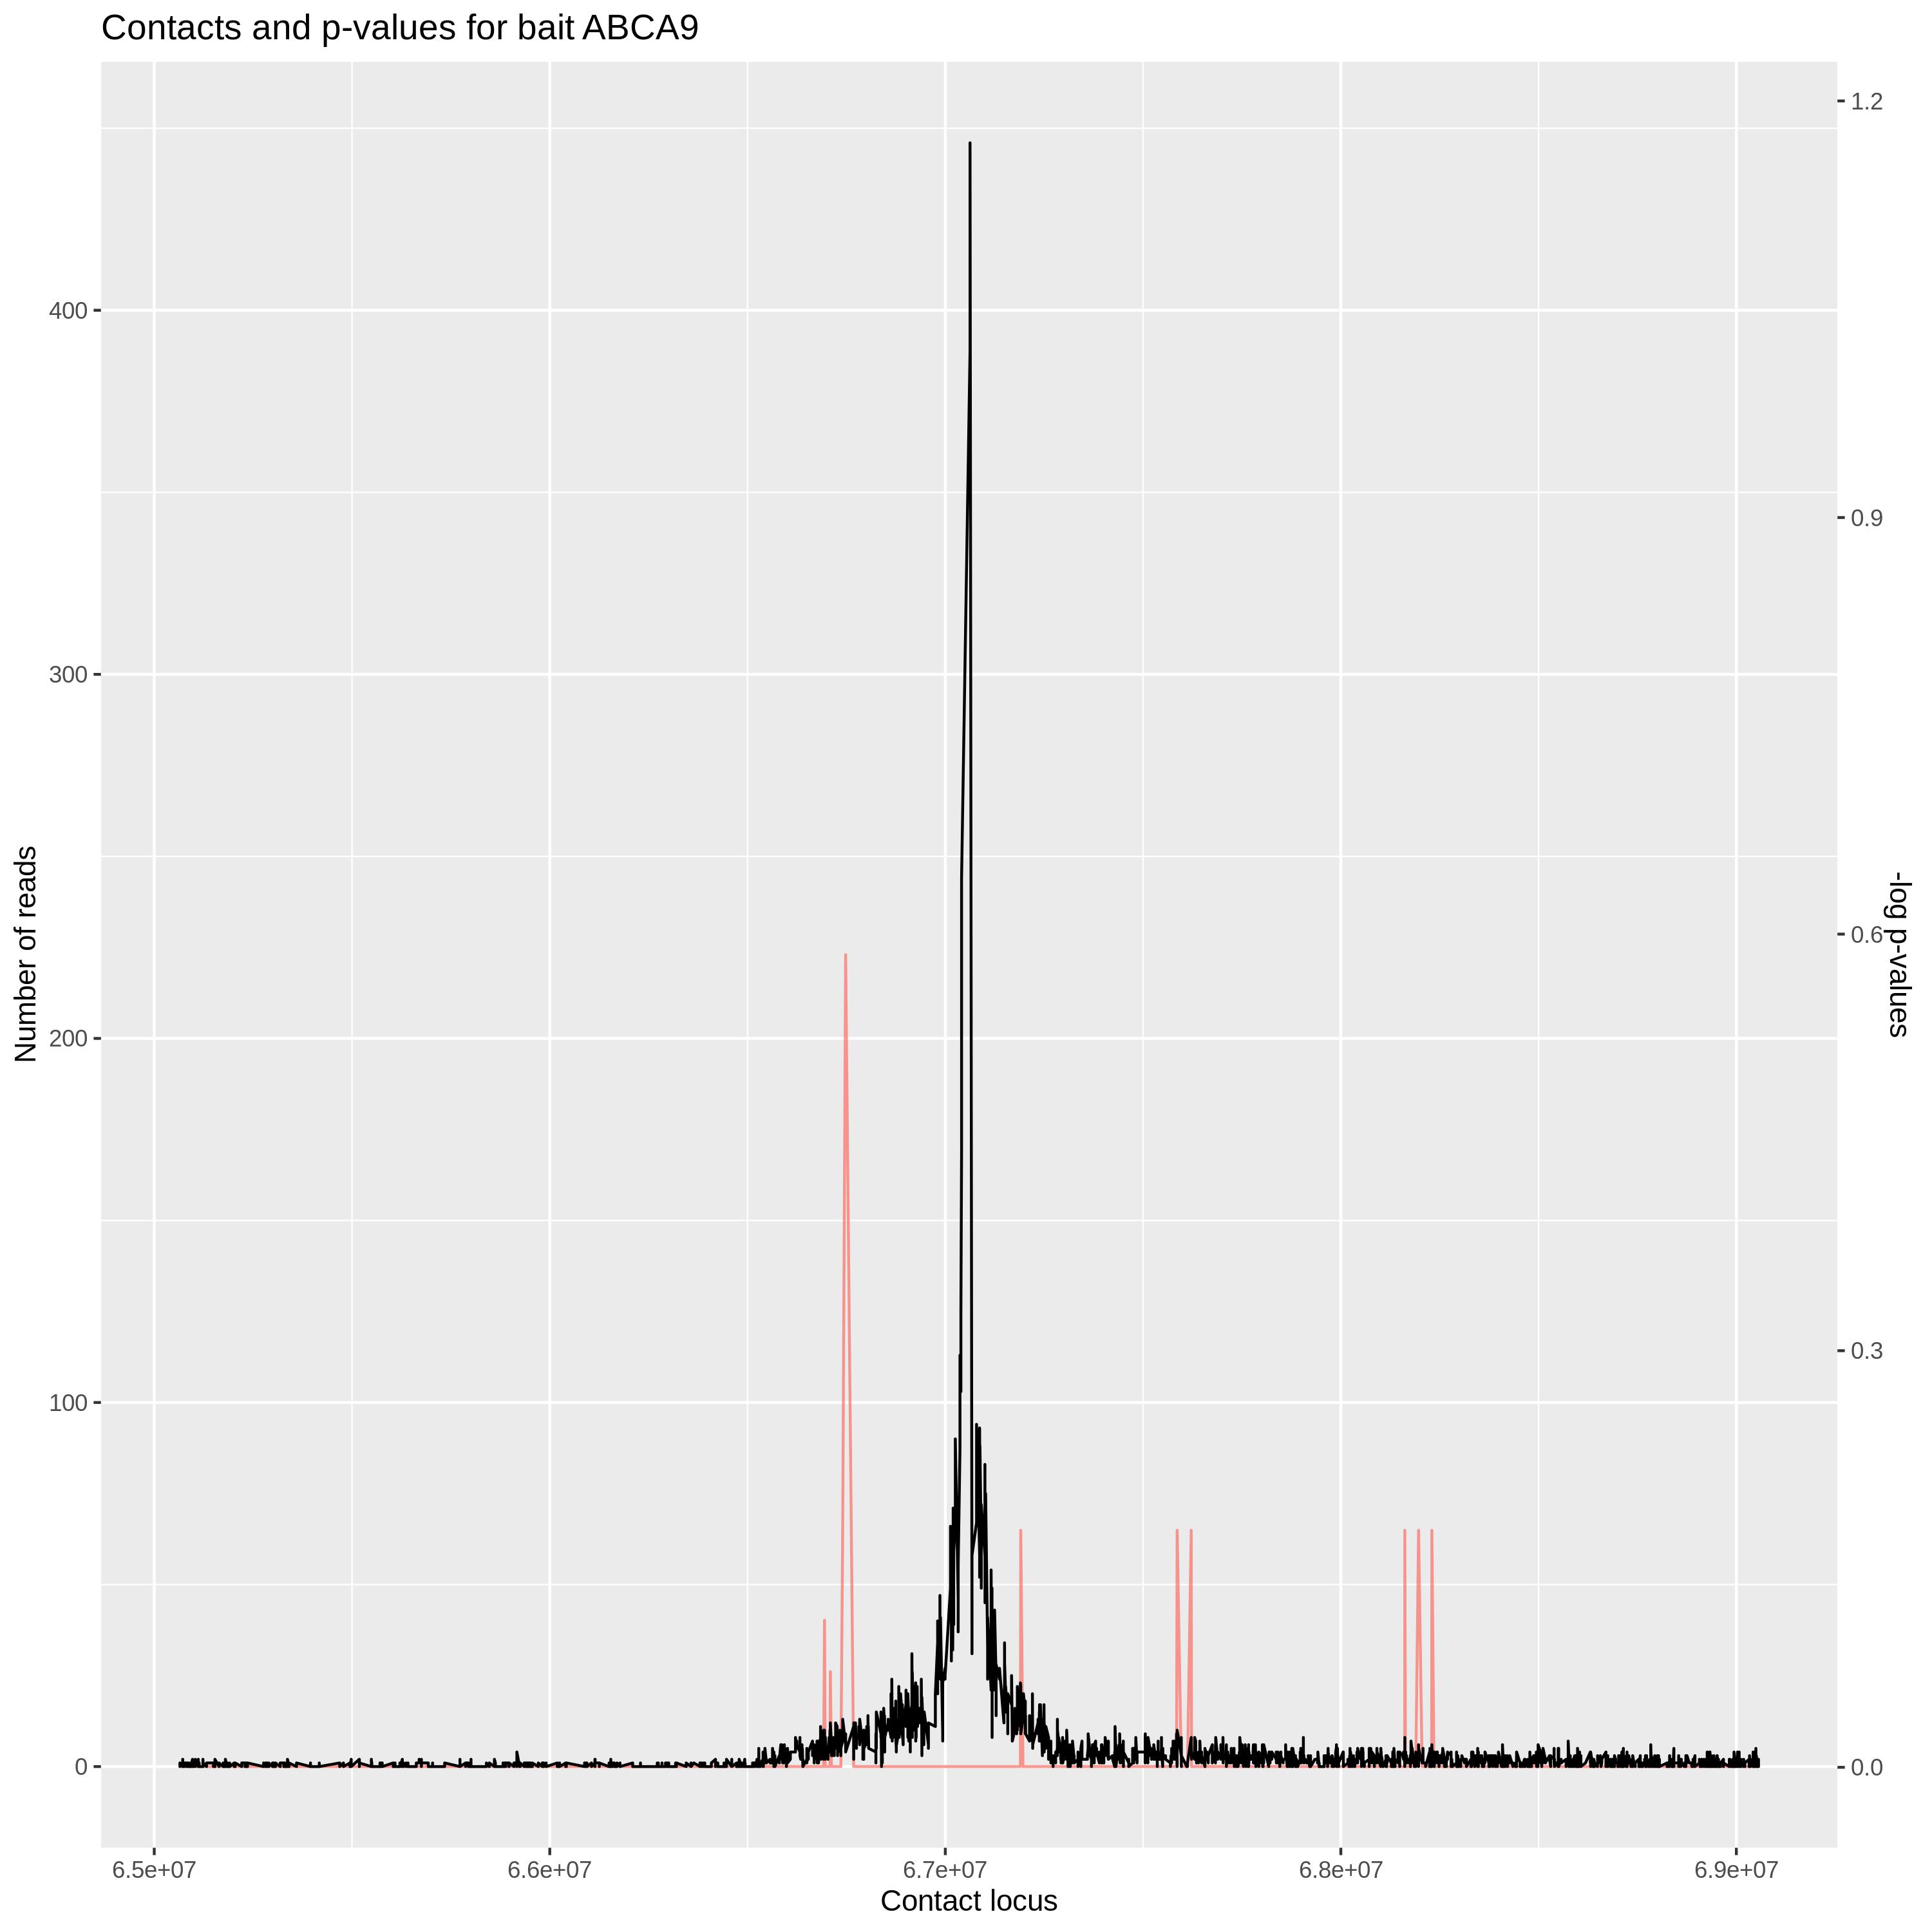 Contacts and p-values for bait ABCA9
Number of reads
400
300
200
100
0
1.2
0.9
0.6
0.3
0.0
-log p-values
6.5e+07 6.6e+07 6.7e+07 6.8e+07 6.9e+07
Contact locus